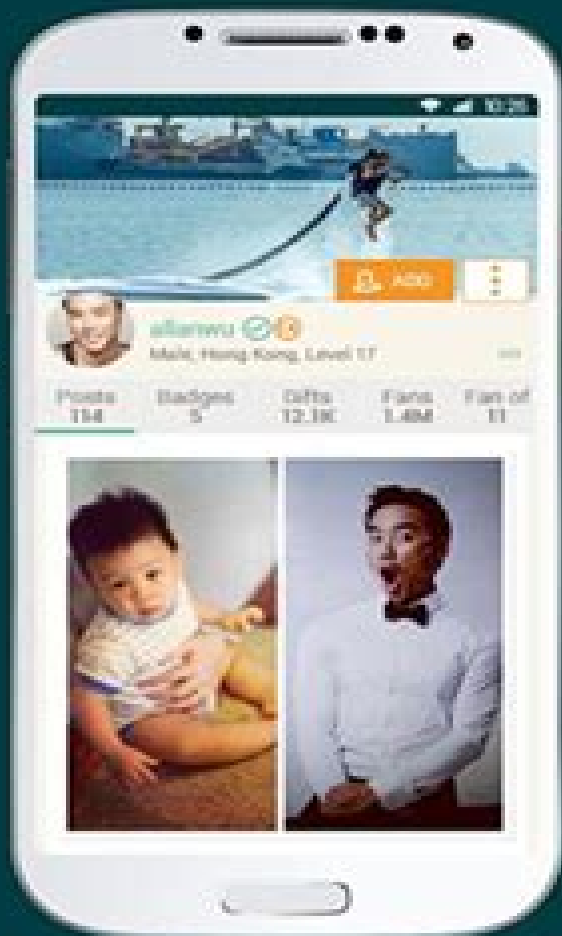 10:26
ADD
allanwu
Male, Hong Kong, Level 17
Posts Badges Gifts Fans Fan of
114 5 12.1K 1.4M 11